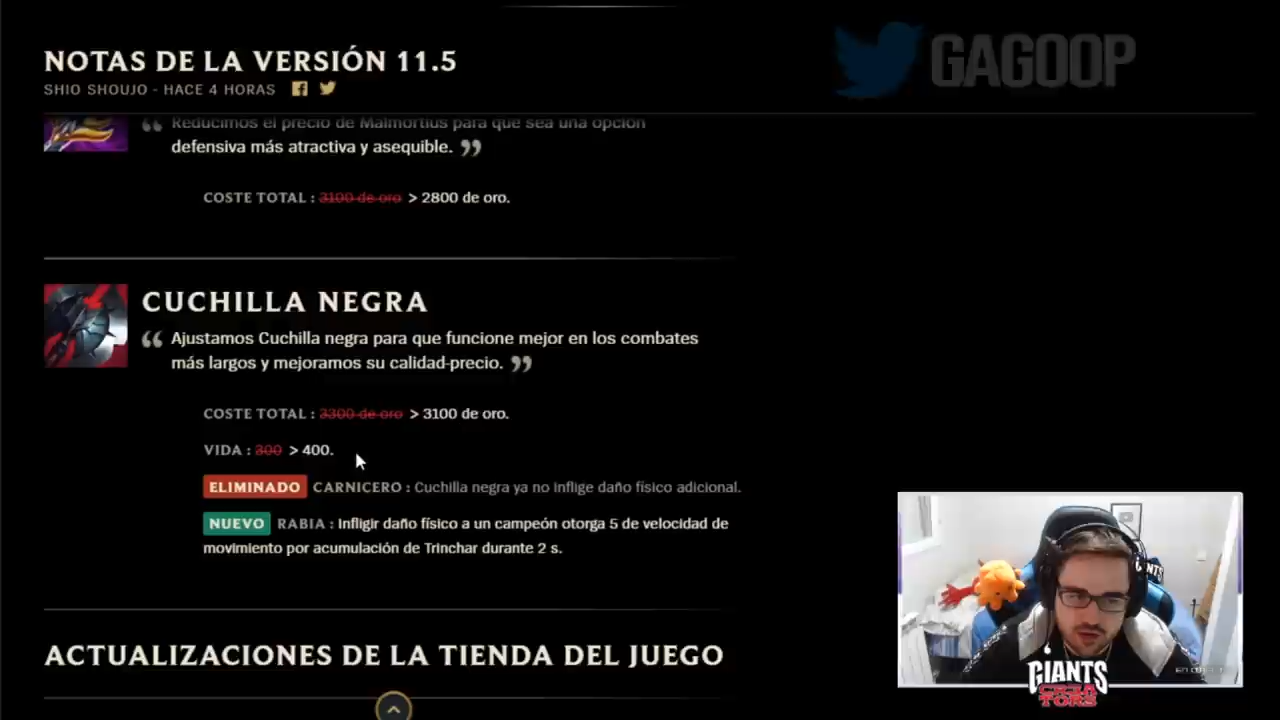 NOTAS DE LA VERSIÓN 11.5
SHIO SHOUJO - HACE 4 HORAS
GAGOOP
Reducimos el precio de Malmortius para que sea una opción
defensiva más atractiva y asequible.
COSTE TOTAL : 3100 de oro > 2800 de oro.
CUCHILLA NEGRA
Ajustamos Cuchilla negra para que funcione mejor en los combates
más largos y mejoramos su calidad-precio.
COSTE TOTAL : 3300 de oro > 3100 de oro.
VIDA : 300 > 400.
ELIMINADO CARNICERO : Cuchilla negra ya no inflige daño físico adicional.
NUEVO RABIA : Infligir daño físico a un campeón otorga 5 de velocidad de
movimiento por acumulación de Trinchar durante 2 s.
ACTUALIZACIONES DE LA TIENDA DEL JUEGO
GIANTS
CREA
TORS